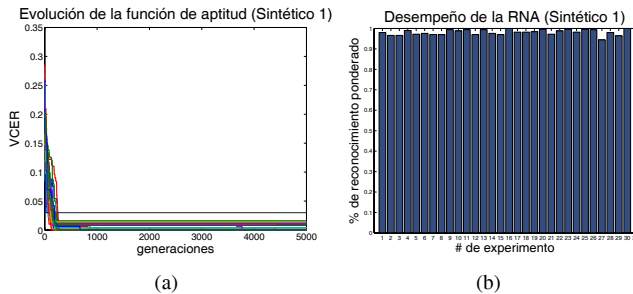 Evolución de la función de aptitud (Sintético 1)
0.35
0.3
0.25
0.2
0.15
0.1
0.05
0
VCER
0 1000 2000 3000 4000 5000
generaciones
(a)
Desempeño de la RNA (Sintético 1)
1
0.9
0.8
0.7
0.6
0.5
0.4
0.3
0.2
0.1
0
% de reconocimiento ponderado
1 2 3 4 5 6 7 8 9 10 11 12 13 14 15 16 17 18 19 20 21 22 23 24 25 26 27 28 29 30
# de experimento
(b)